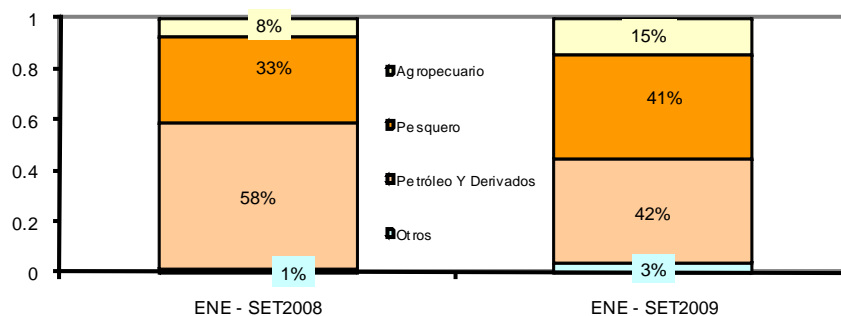 1
0.8
0.6
0.4
0.2
0
8%
33%
58%
1%
Agropecuario
Pesquero
Petróleo Y Derivados
Otros
15%
41%
42%
3%
ENE - SET2008
ENE - SET2009